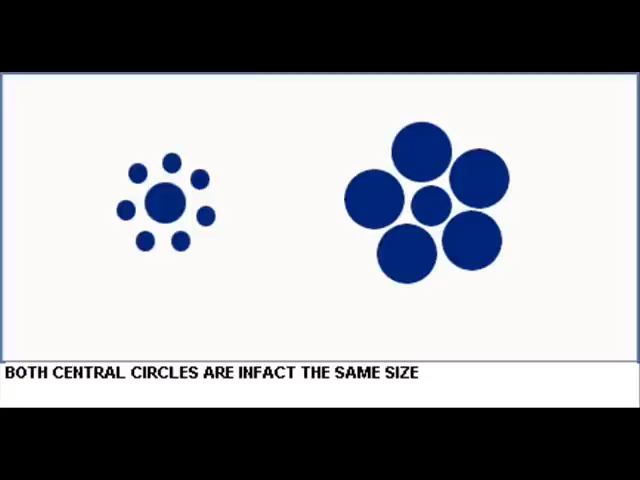 BOTH CENTRAL CIRCLES ARE INFACT THE SAME SIZE